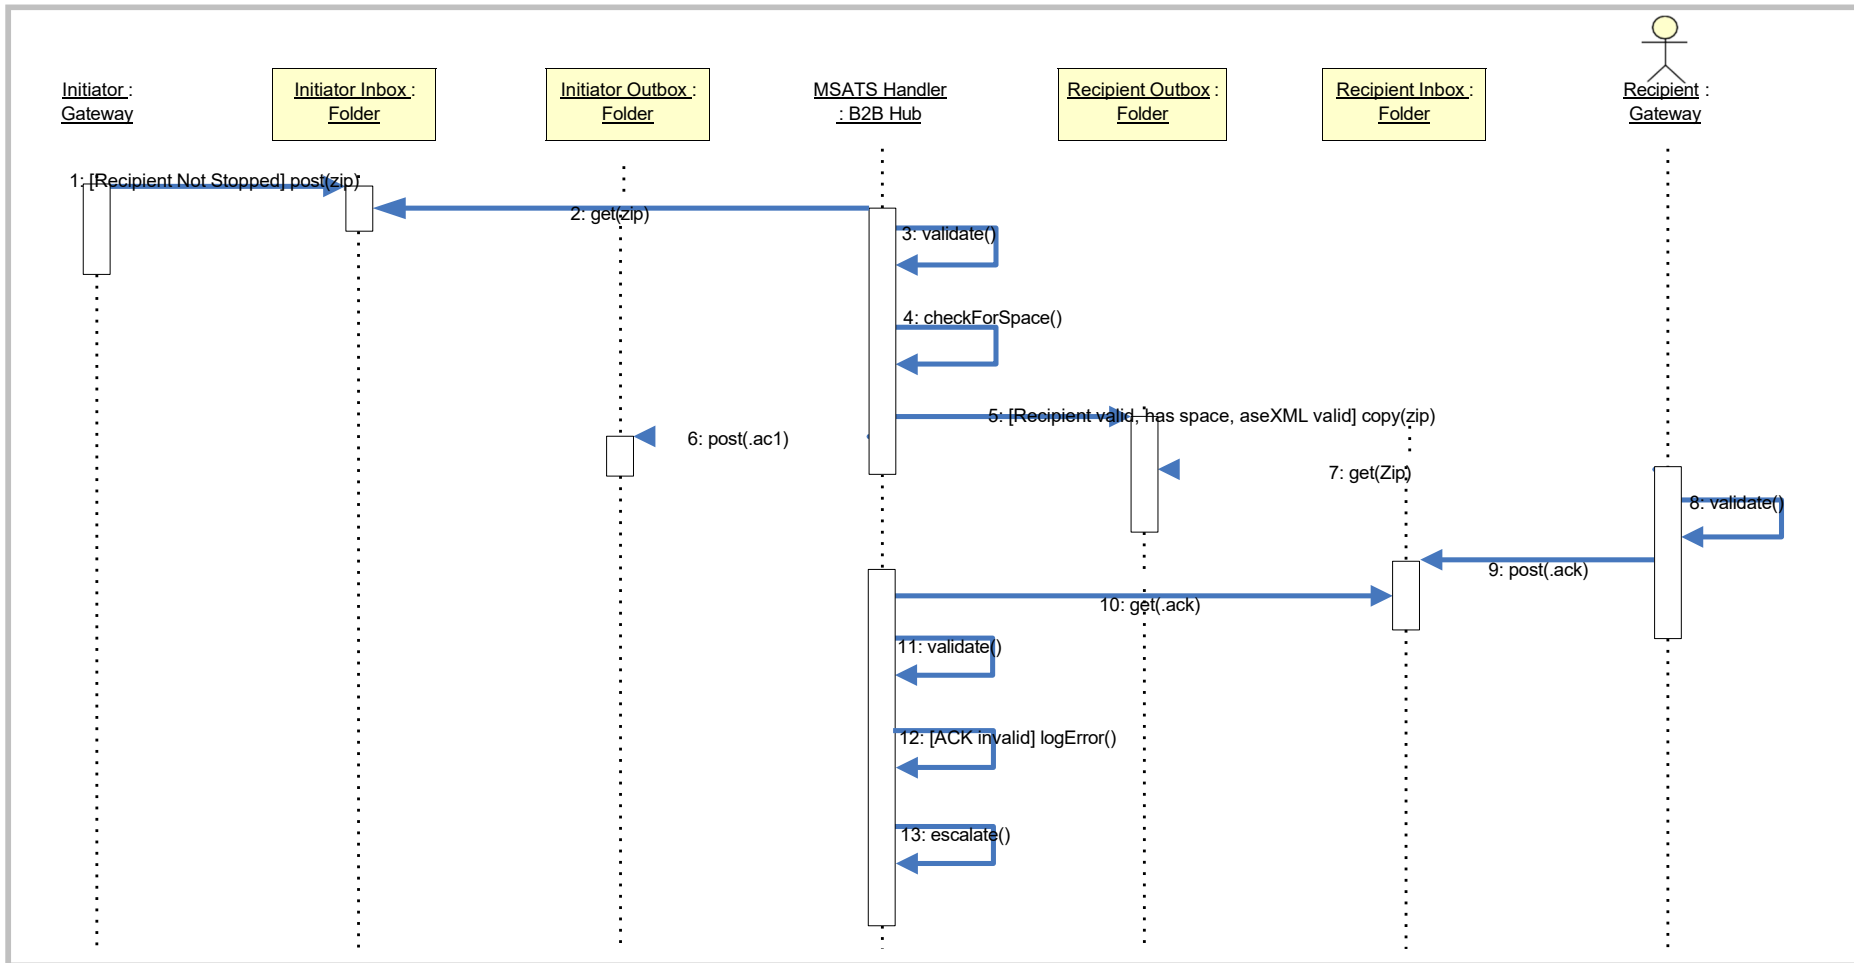 Initiator :
Gateway
Initiator Inbox :
Folder
Initiator Outbox :
Folder
MSATS Handler
: B2B Hub
Recipient Outbox :
Folder
Recipient Inbox :
Folder
Recipient :
Gateway
1: [Recipient Not Stopped] post(zip)
2: get(zip)
3: validate()
4: checkForSpace()
5: [Recipient valid, has space, aseXML valid] copy(zip)
6: post(.ac1)
7: get(Zip)
8: validate()
9: post(.ack)
10: get(.ack)
11: validate()
12: [ACK invalid] logError()
13: escalate()